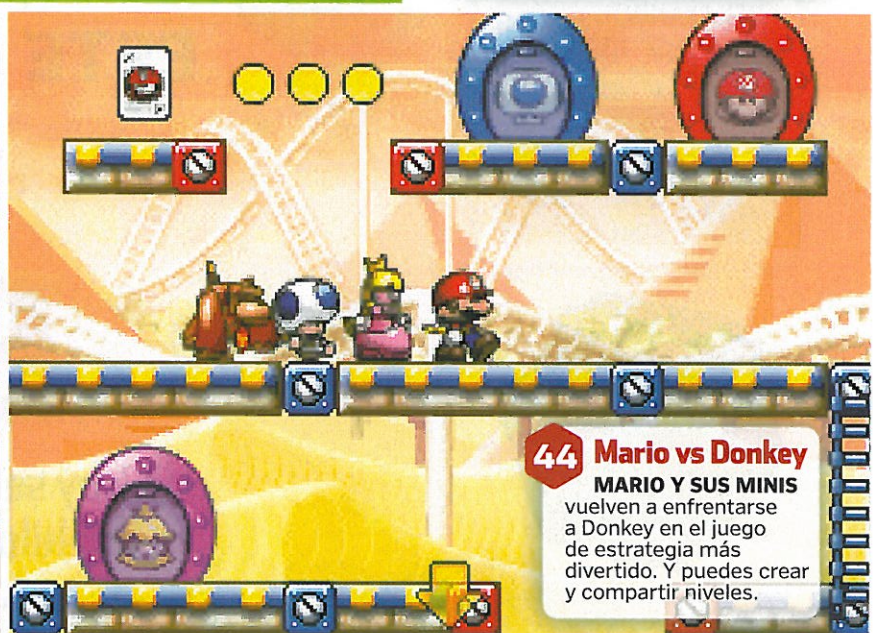 44 Mario vs Donkey
MARIO Y SUS MINIS
vuelven a enfrentarse
a Donkey en el juego
de estrategia más
divertido. Y puedes crear
y compartir niveles.